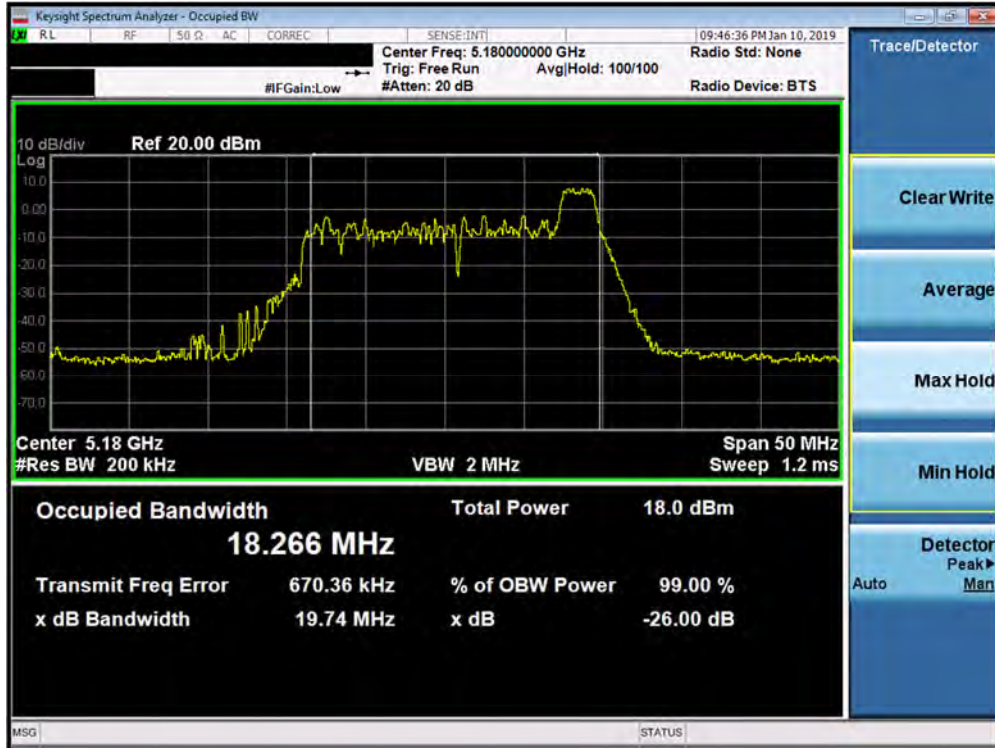 Keysight Spectrum Analyzer - Occupied BW
LXI RL RF 50 Ω AC CORREC SENSE:INT 09:46:36 PM Jan 10, 2019
Center Freq: 5.180000000 GHz Radio Std: None
Trig: Free Run Avg|Hold: 100/100
#IFGain:Low #Atten: 20 dB Radio Device: BTS
10 dB/div Ref 20.00 dBm
Log
10.0
0.00
-10.0
-20.0
-30.0
-40.0
-50.0
-60.0
-70.0
Center 5.18 GHz Span 50 MHz
#Res BW 200 kHz VBW 2 MHz Sweep 1.2 ms
Occupied Bandwidth Total Power 18.0 dBm
18.266 MHz
Transmit Freq Error 670.36 kHz % of OBW Power 99.00 %
x dB Bandwidth 19.74 MHz x dB -26.00 dB
MSG STATUS
Trace/Detector
Clear Write
Average
Max Hold
Min Hold
Detector
Peak▶
Auto Man